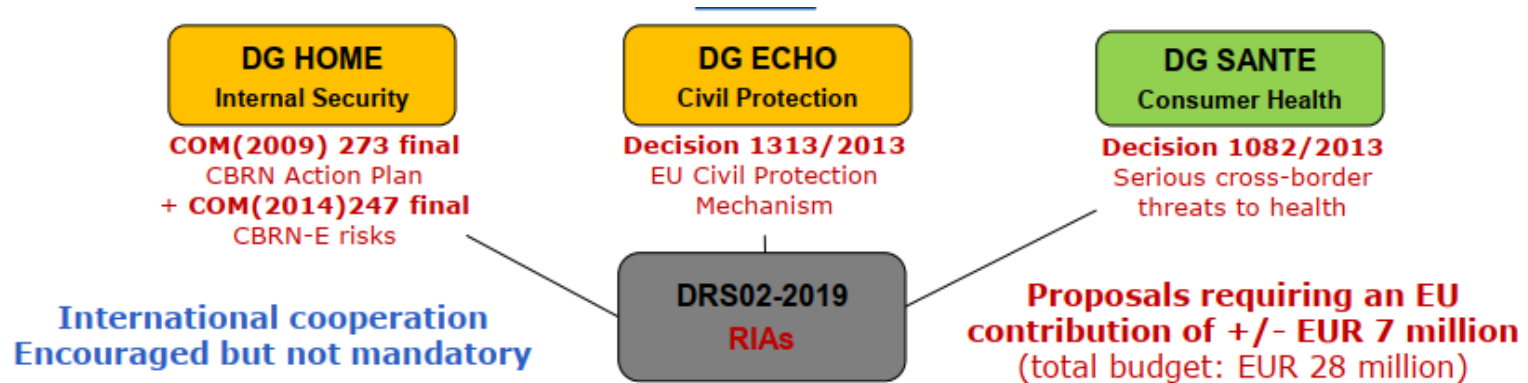 DG HOME
Internal Security
COM(2009) 273 final
CBRN Action Plan
+ COM(2014)247 final
CBRN-E risks
DG ECHO
Civil Protection
Decision 1313/2013
EU Civil Protection
Mechanism
DG SANTE
Consumer Health
Decision 1082/2013
Serious cross-border
threats to health
International cooperation
Encouraged but not mandatory
DRS02-2019
RIAs
Proposals requiring an EU
contribution of +/- EUR 7 million
(total budget: EUR 28 million)